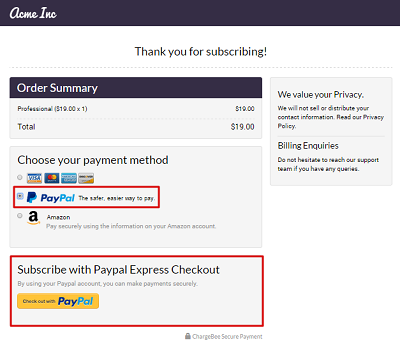 Acme Inc
Thank you for subscribing!
Order Summary
Professional ($19.00 x 1) $19.00
Total $19.00
Choose your payment method
VISA
PayPal The safer, easier way to pay.
Amazon
Pay securely using the information on your Amazon account.
Subscribe with Paypal Express Checkout
By using your Paypal account, you can make payments securely.
Check out with PayPal
ChargeBee Secure Payment
We value your Privacy.
We will not sell or distribute your
contact information. Read our Privacy
Policy.
Billing Enquiries
Do not hesitate to reach our support
team if you have any queries.